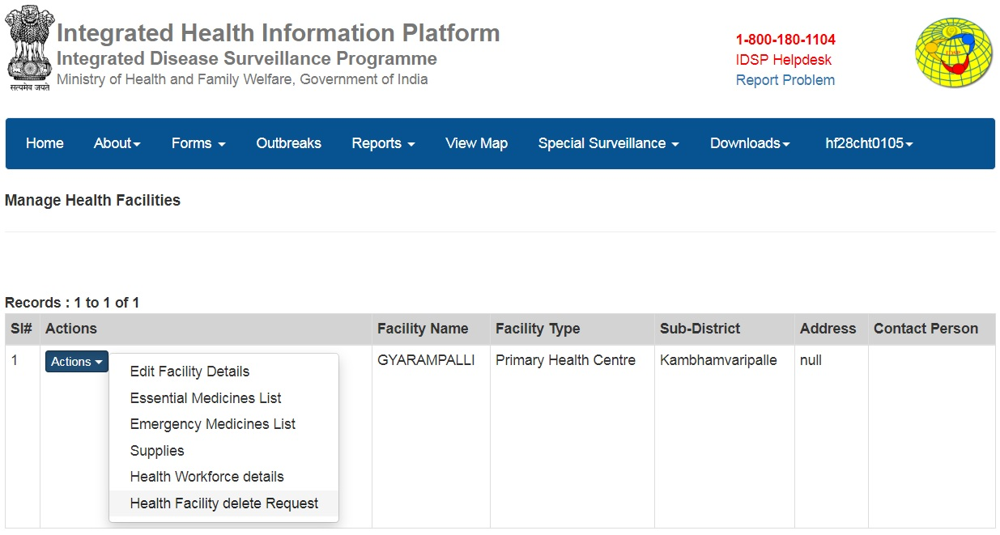 Integrated Health Information Platform
Integrated Disease Surveillance Programme
Ministry of Health and Family Welfare, Government of India
सत्यमेव जयते
1-800-180-1104
IDSP Helpdesk
Report Problem
IDSP
Home About Forms Outbreaks Reports View Map Special Surveillance Downloads hf28cht0105
Manage Health Facilities
Records : 1 to 1 of 1
Sl# Actions Facility Name Facility Type Sub-District Address Contact Person
1 Actions GYARAMPALLI Primary Health Centre Kambhamvaripalle null
Edit Facility Details
Essential Medicines List
Emergency Medicines List
Supplies
Health Workforce details
Health Facility delete Request